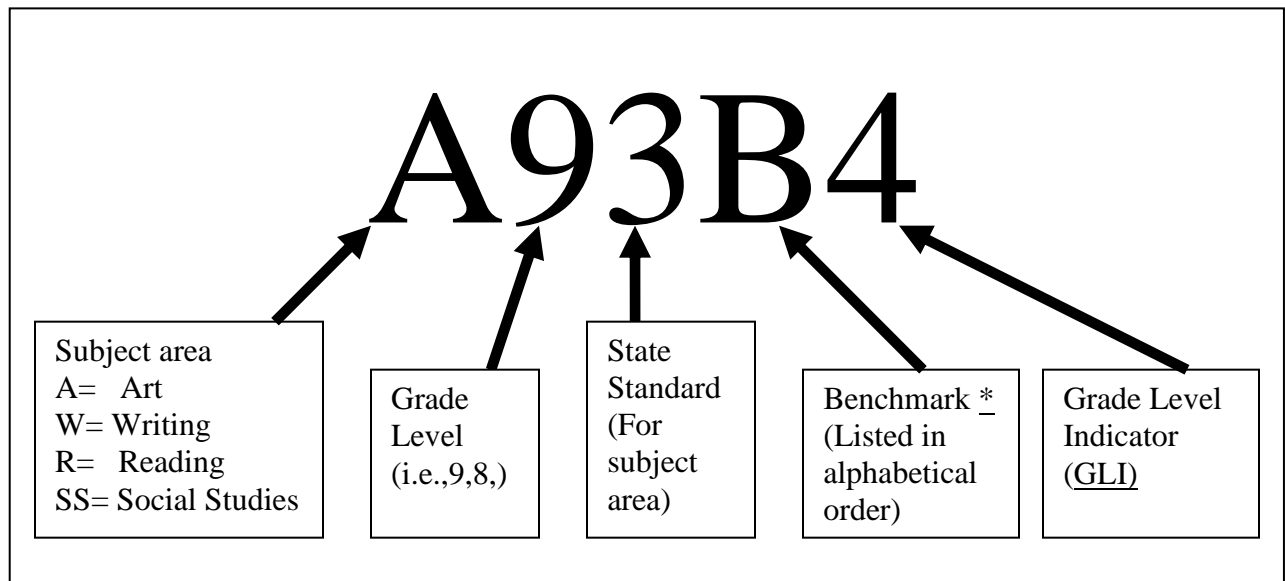 A93B4
Subject area
A= Art
W= Writing
R= Reading
SS= Social Studies
Grade
Level
(i.e.,9,8,)
State
Standard
(For
subject
area)
Benchmark *
(Listed in
alphabetical
order)
Grade Level
Indicator
(GLI)